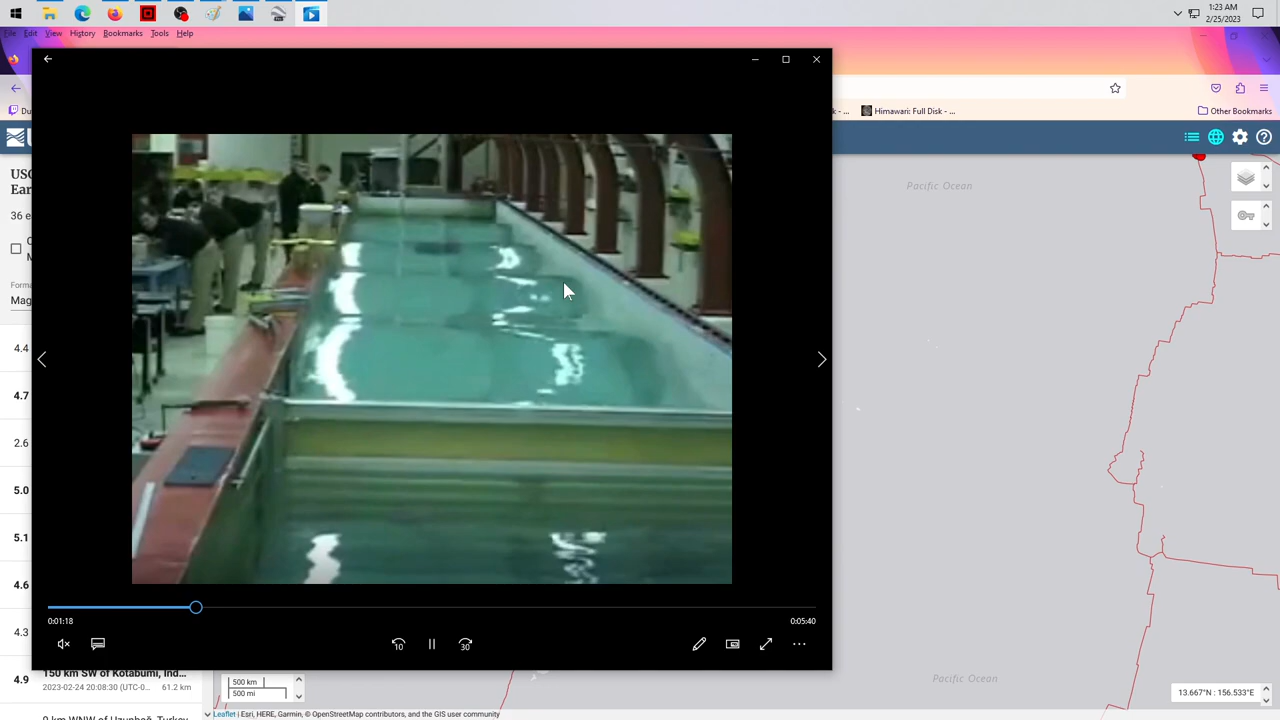 1:23 AM
2/25/2023
File Edit View History Bookmarks Tools Help
Himawari: Full Disk - ...
Other Bookmarks
Pacific Ocean
4.4
4.7
2.6
5.0
5.1
4.6
4.3
4.9
0:01:18
0:05:40
10
30
150 km SW of Kotabumi, Ind...
2023-02-24 20:08:30 (UTC-0...
61.2 km
500 km
500 mi
Pacific Ocean
13.667°N : 156.533°E
Leaflet | Esri, HERE, Garmin, © OpenStreetMap contributors, and the GIS user community